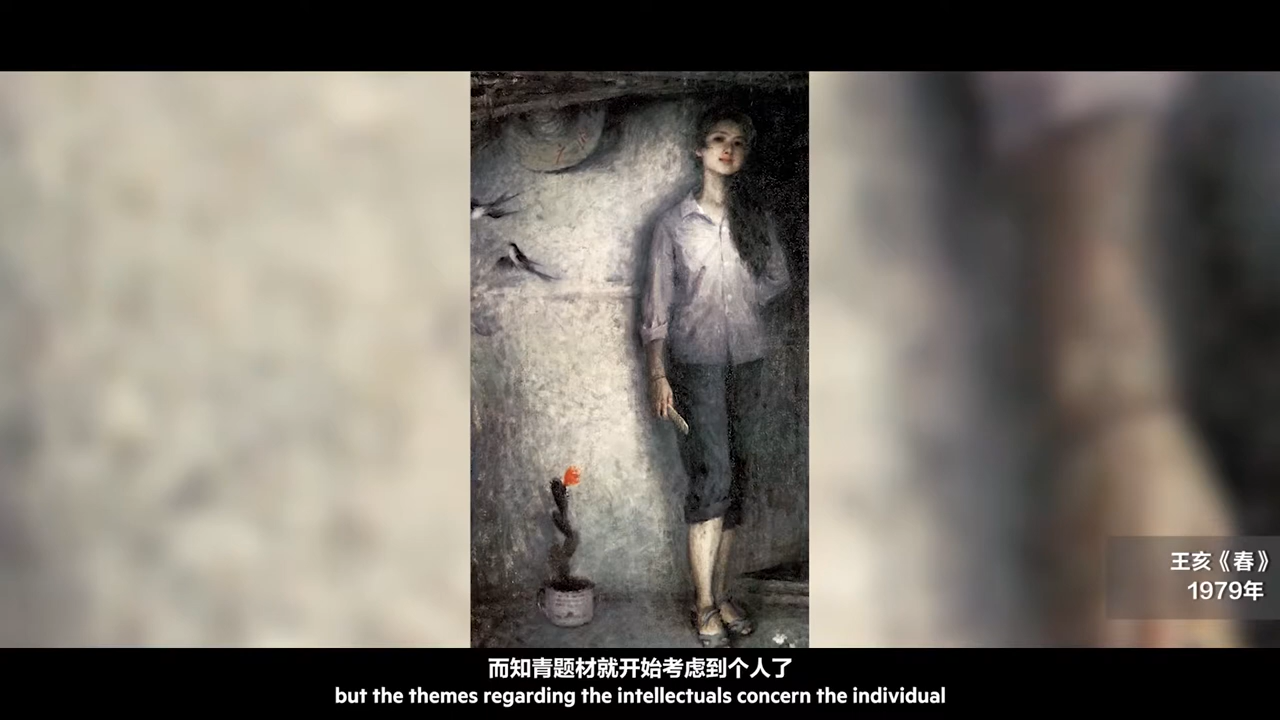 王亥《春》
1979年
而知青题材就开始考虑到个人了
but the themes regarding the intellectuals concern the individual